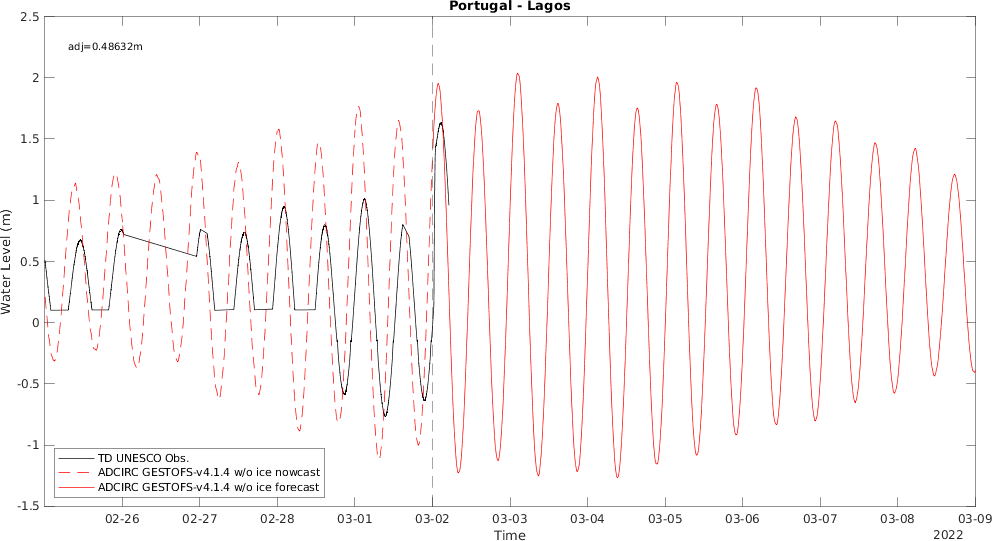 Portugal - Lagos
2.5
adj=0.48632m
2
1.5
1
0.5
0
-0.5
-1
-1.5
Water Level (m)
TD UNESCO Obs.
ADCIRC GESTOFS-v4.1.4 w/o ice nowcast
ADCIRC GESTOFS-v4.1.4 w/o ice forecast
02-26 02-27 02-28 03-01 03-02 03-03 03-04 03-05 03-06 03-07 03-08 03-09
Time
2022